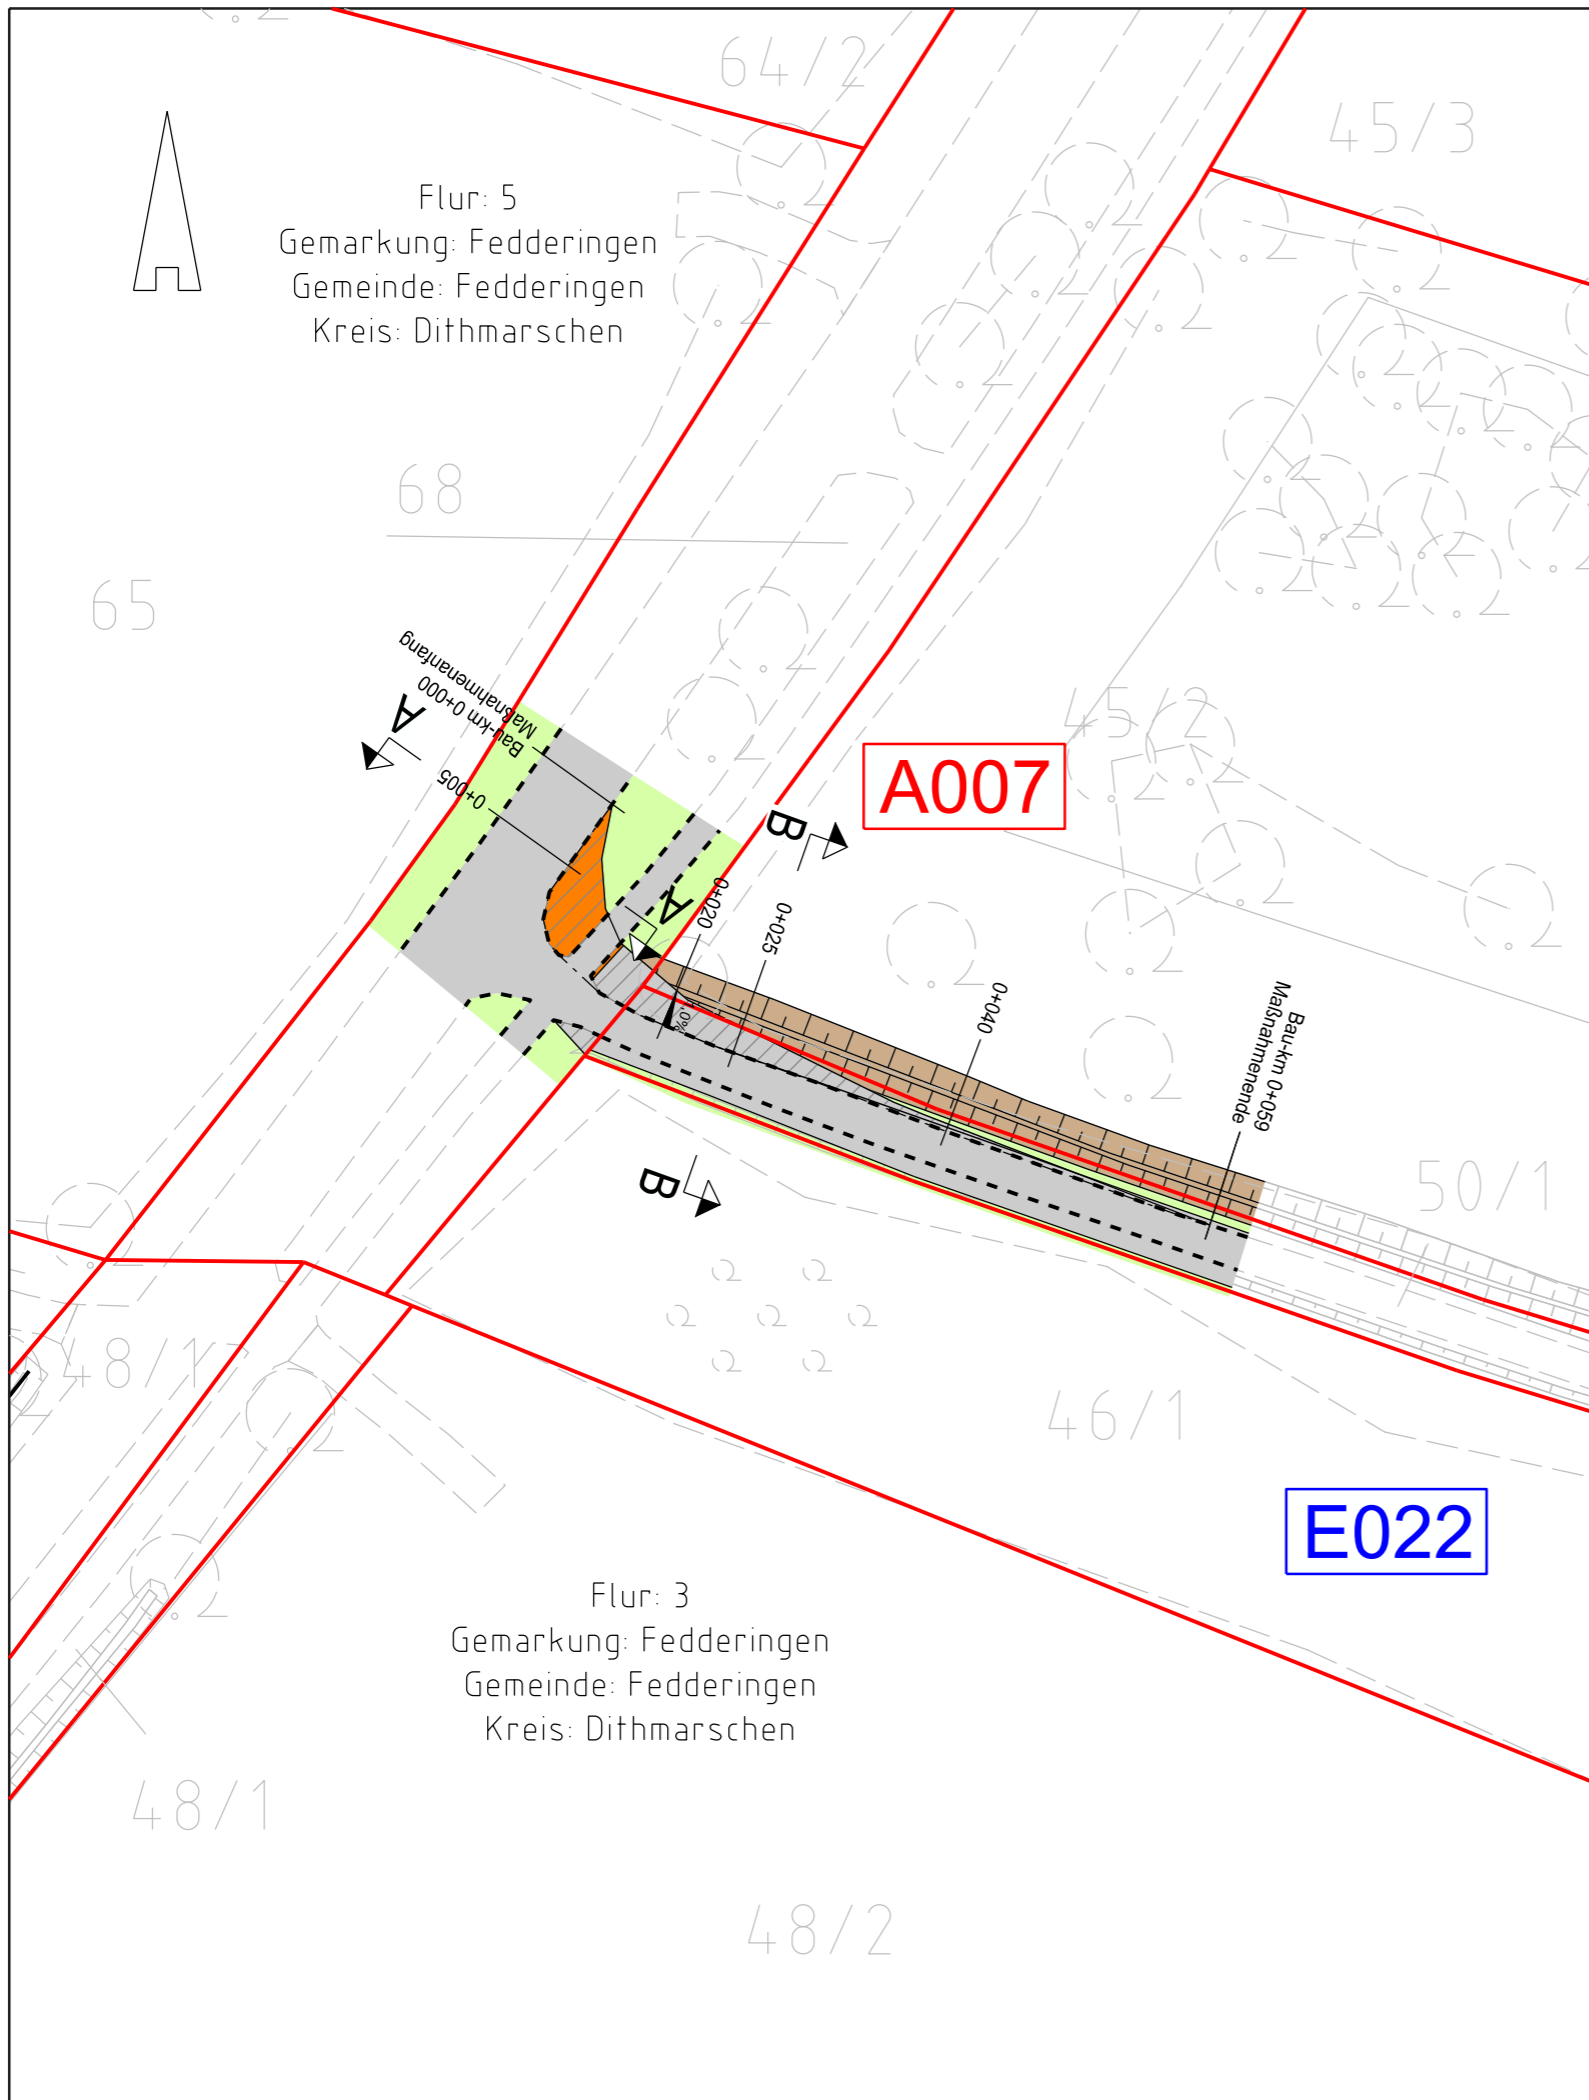 64/2
45/3
Flur: 5
Gemarkung: Fedderingen
Gemeinde: Fedderingen
Kreis: Dithmarschen
68
65
Maßnahmenanfang
Bau-km 0+000
A
0+005
45/2
A007
B
A
0+020
0+025
0+040
Bau-km 0+059
Maßnahmenende
B
50/1
48/1
46/1
E022
Flur: 3
Gemarkung: Fedderingen
Gemeinde: Fedderingen
Kreis: Dithmarschen
48/1
48/2